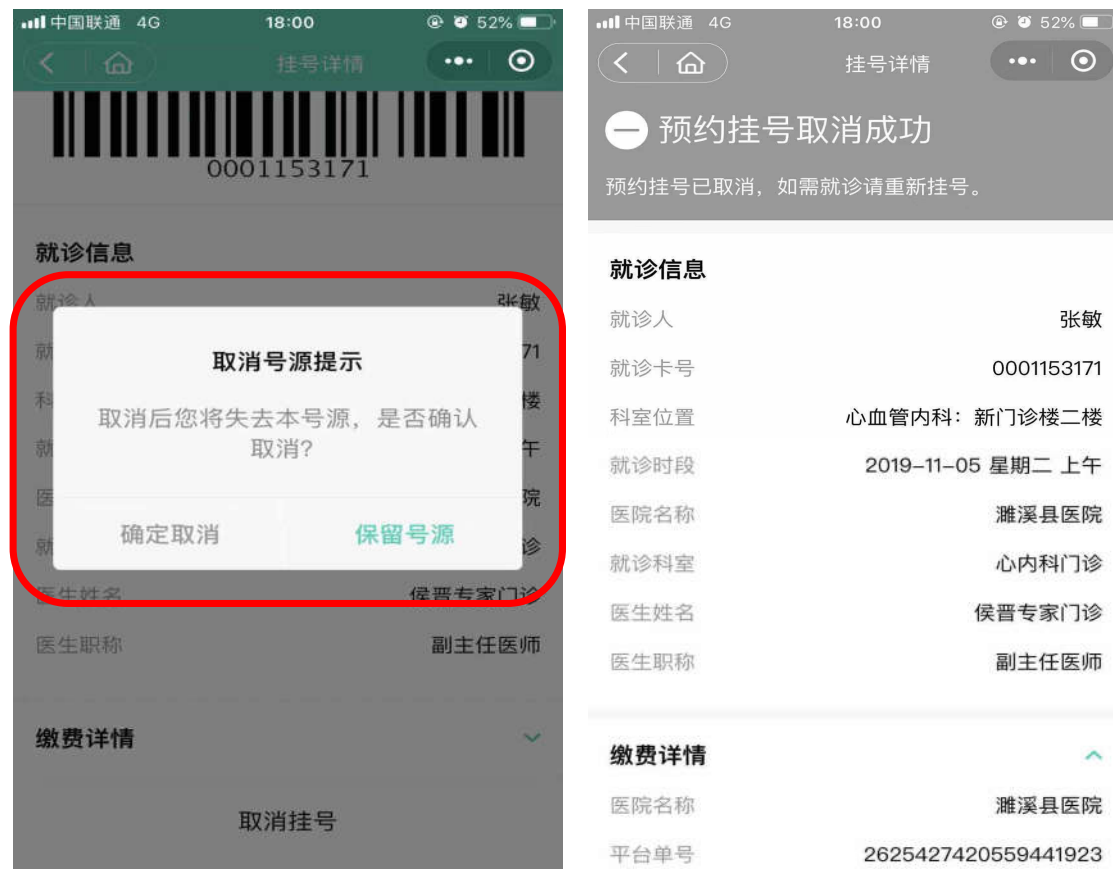 中国联通 4G
18:00
52%
挂号详情
0001153171
就诊信息
就诊人
张敏
就
71
取消号源提示
科
楼
取消后您将失去本号源，是否确认
取消?
就
午
医
院
确定取消
保留号源
就
诊
医生姓名
侯晋专家门诊
医生职称
副主任医师
缴费详情
取消挂号
中国联通 4G
18:00
52%
挂号详情
预约挂号取消成功
预约挂号已取消，如需就诊请重新挂号。
就诊信息
就诊人
张敏
就诊卡号
0001153171
科室位置
心血管内科：新门诊楼二楼
就诊时段
2019-11-05 星期二 上午
医院名称
濉溪县医院
就诊科室
心内科门诊
医生姓名
侯晋专家门诊
医生职称
副主任医师
缴费详情
医院名称
濉溪县医院
平台单号
2625427420559441923